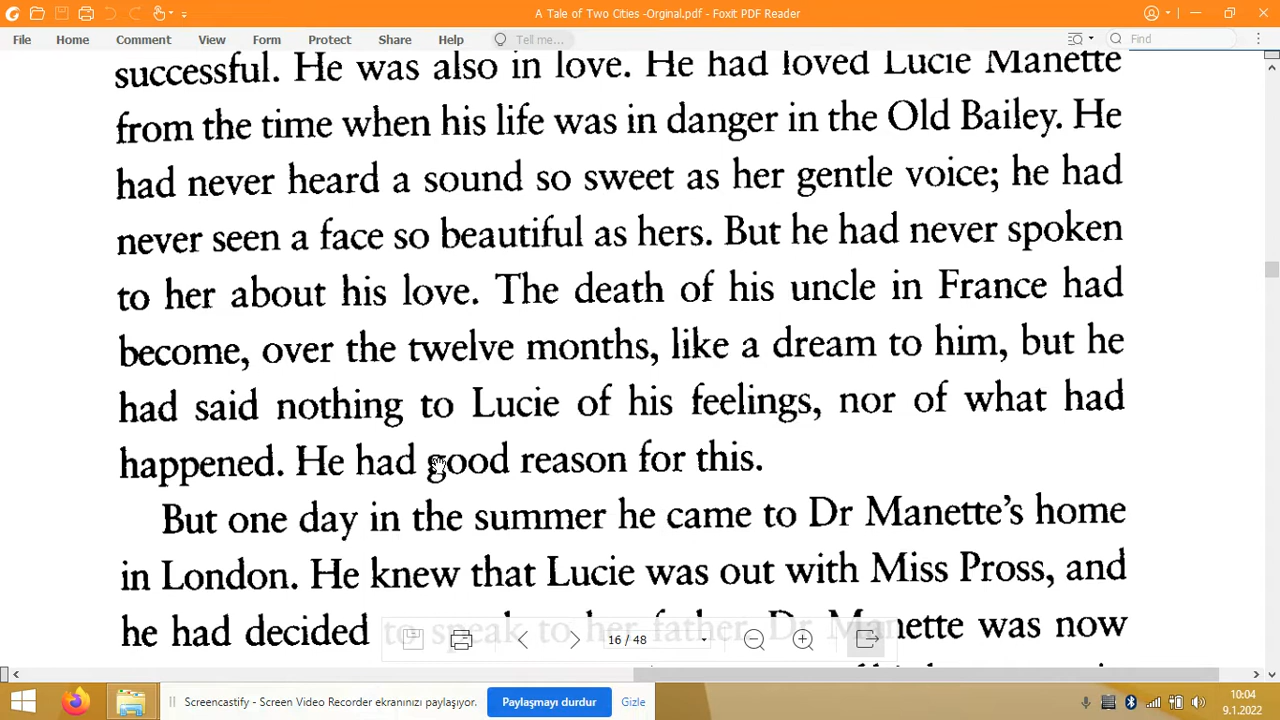 A Tale of Two Cities -Orginal.pdf - Foxit PDF Reader
File Home Comment View Form Protect Share Help Tell me... Find
successful. He was also in love. He had loved Lucie Manette
from the time when his life was in danger in the Old Bailey. He
had never heard a sound so sweet as her gentle voice; he had
never seen a face so beautiful as hers. But he had never spoken
to her about his love. The death of his uncle in France had
become, over the twelve months, like a dream to him, but he
had said nothing to Lucie of his feelings, nor of what had
happened. He had good reason for this.
But one day in the summer he came to Dr Manette's home
in London. He knew that Lucie was out with Miss Pross, and
he had decided to speak to her father. Dr Manette was now
16 / 48
Screencastify - Screen Video Recorder ekranınızı paylaşıyor. Paylaşmayı durdur Gizle
10:04
9.1.2022